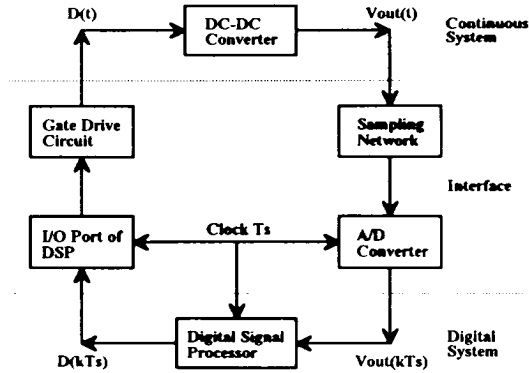 D(t)
DC-DC
Converter
Vout(t)
Continuous
System
Gate Drive
Circuit
Sampling
Network
Interface
I/O Port of
DSP
Clock Ts
A/D
Converter
Digital Signal
Processor
D(kTs)
Vout(kTs)
Digital
System